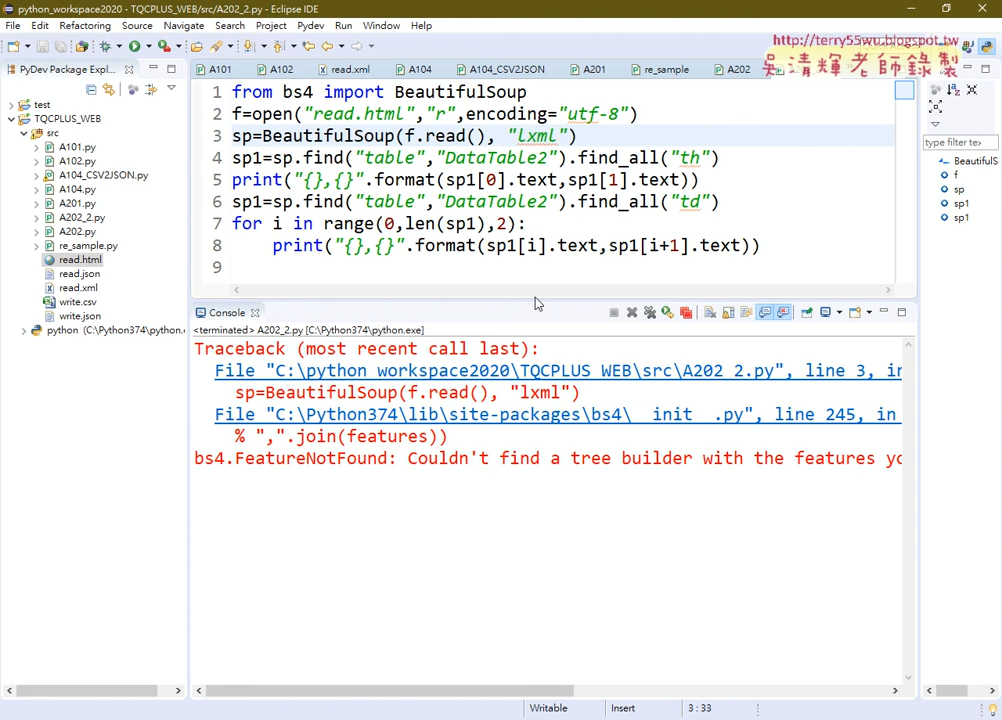 python_workspace2020 - TQCPLUS_WEB/src/A202_2.py - Eclipse IDE
File Edit Refactoring Source Navigate Search Project Pydev Run Window Help
http://terry55wu.blogspot.tw
吳清輝老師錄製
PyDev Package Expl...
A101 A102 read.xml A104 A104_CSV2JSON A201 re_sample A202
test
TQCPLUS_WEB
src
A101.py
A102.py
A104_CSV2JSON.py
A104.py
A201.py
A202_2.py
A202.py
re_sample.py
read.html
read.json
read.xml
write.csv
write.json
python (C:\Python374\python.
1 from bs4 import BeautifulSoup
2 f=open("read.html","r",encoding="utf-8")
3 sp=BeautifulSoup(f.read(), "lxml")
4 sp1=sp.find("table","DataTable2").find_all("th")
5 print("{},{}".format(sp1[0].text,sp1[1].text))
6 sp1=sp.find("table","DataTable2").find_all("td")
7 for i in range(0,len(sp1),2):
8 print("{},{}".format(sp1[i].text,sp1[i+1].text))
9
type filter te>
BeautifulS
f
sp
sp1
sp1
Console
<terminated> A202_2.py [C:\Python374\python.exe]
Traceback (most recent call last):
File "C:\python_workspace2020\TQCPLUS_WEB\src\A202_2.py", line 3, in
sp=BeautifulSoup(f.read(), "lxml")
File "C:\Python374\lib\site-packages\bs4\__init__.py", line 245, in
% ",".join(features))
bs4.FeatureNotFound: Couldn't find a tree builder with the features yo
Writable Insert 3 : 33